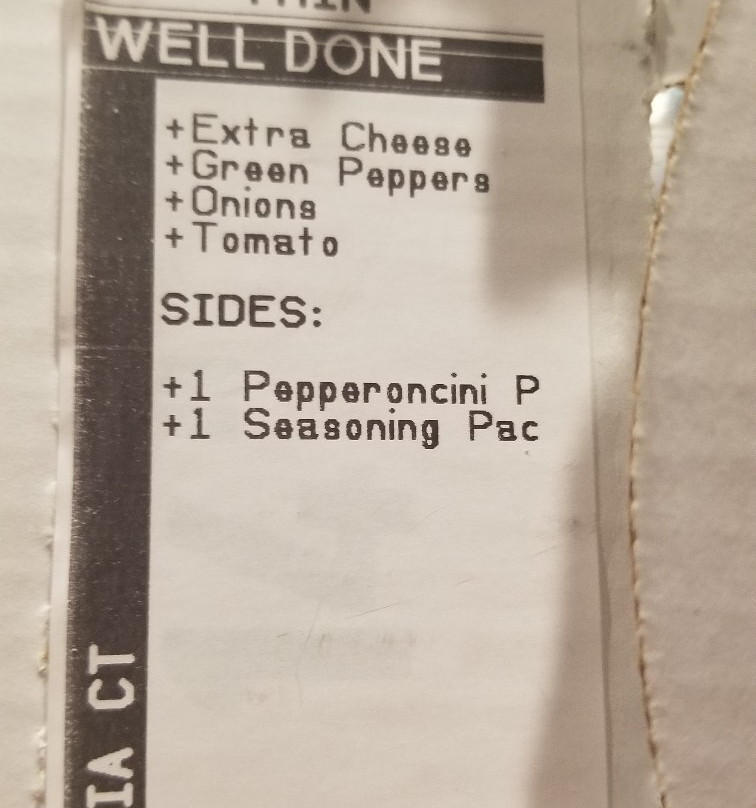 WELL DONE
+Extra Cheese
+Green Peppers
+Onions
+Tomato
SIDES:
+1 Pepperoncini P
+1 Seasoning Pac
IA CT